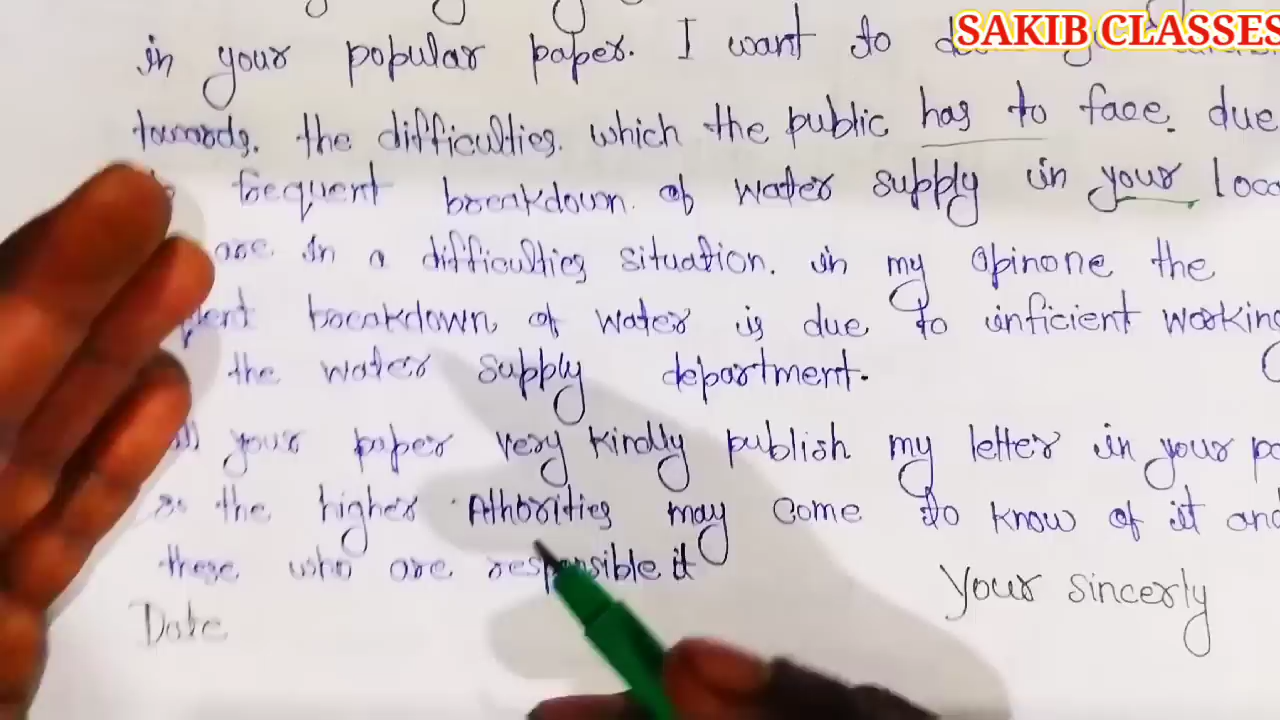 SAKIB CLASSES
in your popular paper. I want to
towards. the difficulties. which the public has to face. due
frequent breakdown. of water supply in your loca
are in a difficulties situation. in my opinone the
breakdown of water is due to inficient working
the water supply department.
your paper very kindly publish my letter in your pa
so the higher Athorities may come to know of it and
these who are responsible it
Date
Your sincerly